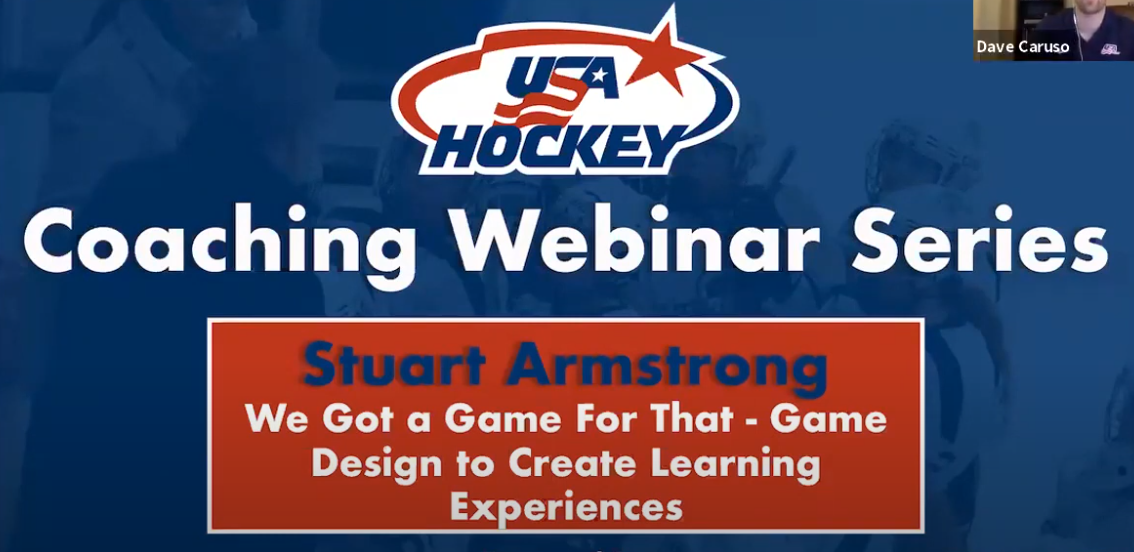 Dave Caruso
USA
HOCKEY
Coaching Webinar Series
Stuart Armstrong
We Got a Game For That - Game
Design to Create Learning
Experiences